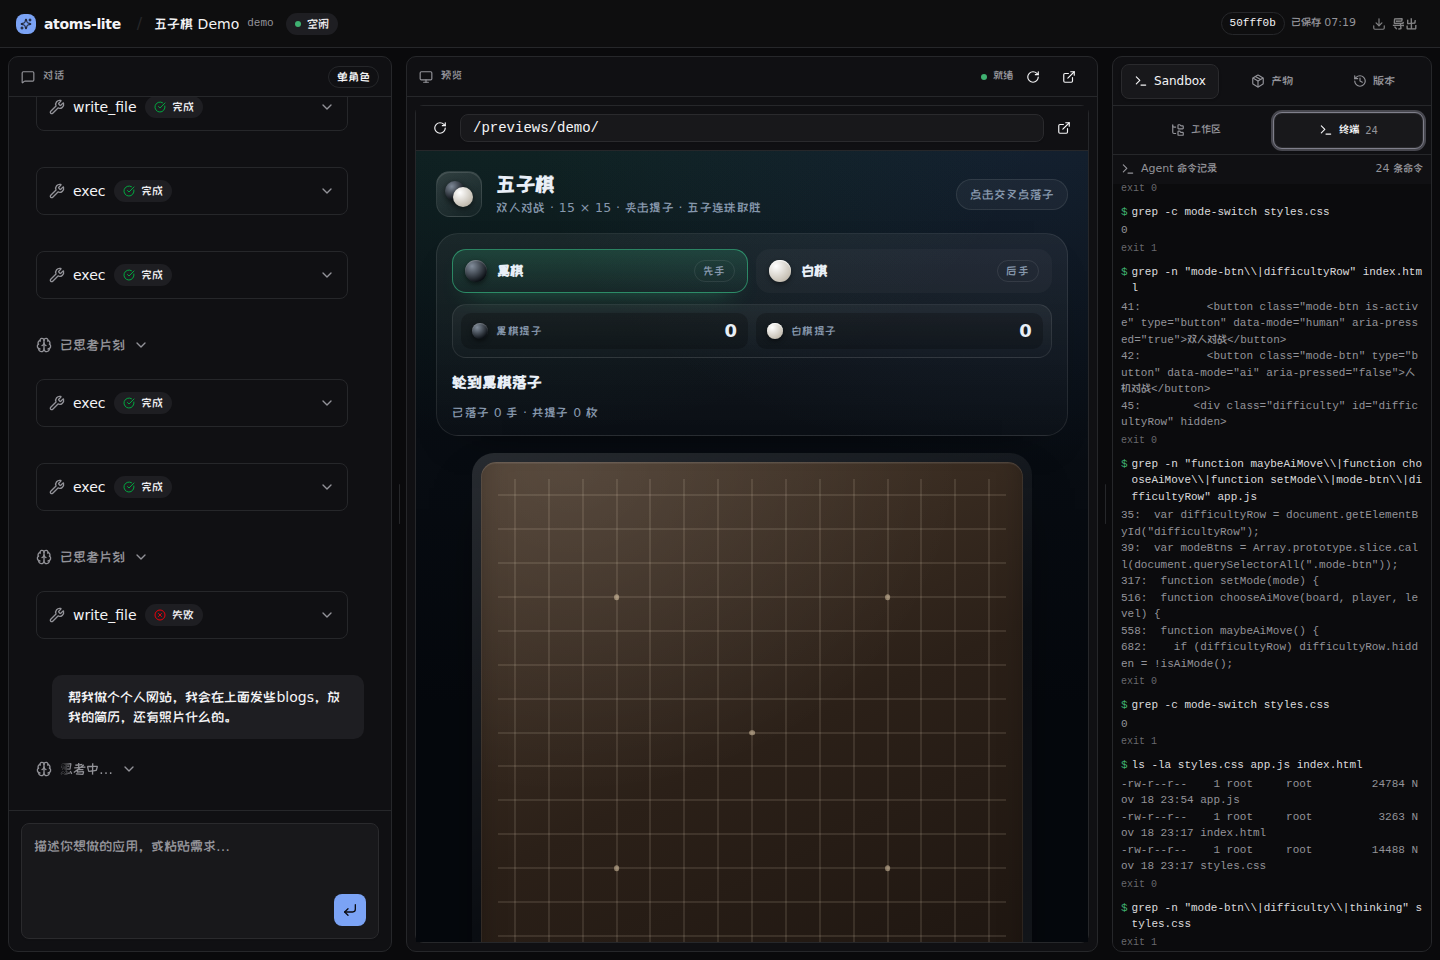 atoms-lite / 五子棋 Demo demo 空闲
50fff0b 已保存 07:19 导出
对话 单角色
write_file 完成
exec 完成
exec 完成
已思考片刻
exec 完成
exec 完成
已思考片刻
write_file 失败
帮我做个个人网站，我会在上面发些blogs，放
我的简历，还有照片什么的。
思考中...
描述你想做的应用，或粘贴需求...
预览 就绪
/previews/demo/
五子棋
双人对战 · 15 × 15 · 夹击提子 · 五子连珠取胜
点击交叉点落子
黑棋 先手
白棋 后手
黑棋提子 0
白棋提子 0
轮到黑棋落子
已落子 0 手 · 共提子 0 枚
Sandbox 产物 版本
工作区 终端 24
Agent 命令记录 24 条命令
exit 0
$ grep -c mode-switch styles.css
0
exit 1
$ grep -n "mode-btn\\|difficultyRow" index.htm
l
41:          <button class="mode-btn is-activ
e" type="button" data-mode="human" aria-press
ed="true">双人对战</button>
42:          <button class="mode-btn" type="b
utton" data-mode="ai" aria-pressed="false">人
机对战</button>
45:        <div class="difficulty" id="diffic
ultyRow" hidden>
exit 0
$ grep -n "function maybeAiMove\\|function cho
oseAiMove\\|function setMode\\|mode-btn\\|di
fficultyRow" app.js
35:  var difficultyRow = document.getElementB
yId("difficultyRow");
39:  var modeBtns = Array.prototype.slice.cal
l(document.querySelectorAll(".mode-btn"));
317:  function setMode(mode) {
516:  function chooseAiMove(board, player, le
vel) {
558:  function maybeAiMove() {
682:    if (difficultyRow) difficultyRow.hidd
en = !isAiMode();
exit 0
$ grep -c mode-switch styles.css
0
exit 1
$ ls -la styles.css app.js index.html
-rw-r--r--    1 root     root         24784 N
ov 18 23:54 app.js
-rw-r--r--    1 root     root          3263 N
ov 18 23:17 index.html
-rw-r--r--    1 root     root         14488 N
ov 18 23:17 styles.css
exit 0
$ grep -n "mode-btn\\|difficulty\\|thinking" s
tyles.css
exit 1